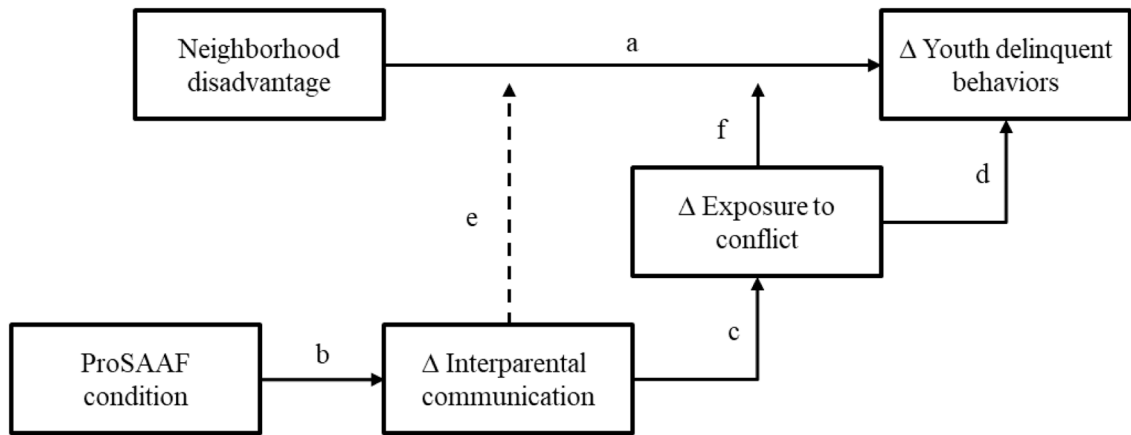 Neighborhood
disadvantage
a
Δ Youth delinquent
behaviors
f
d
Δ Exposure to
conflict
e
c
ProSAAF
condition
b
Δ Interparental
communication